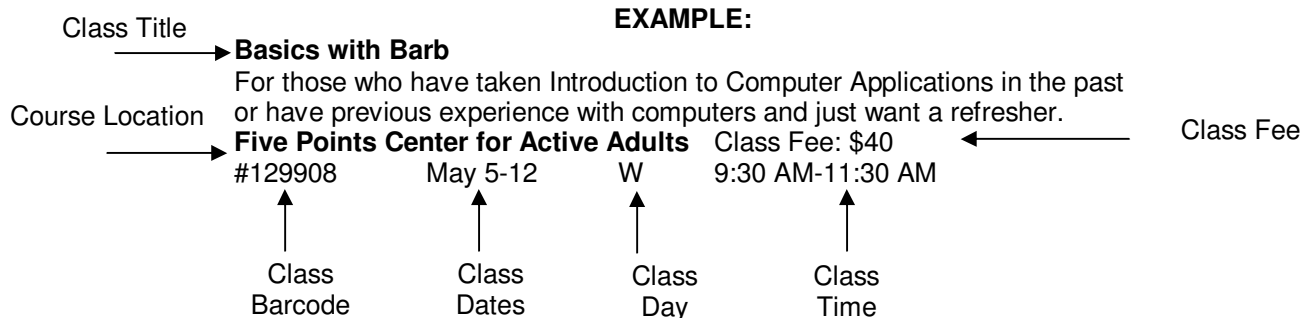 EXAMPLE:
Class Title
Basics with Barb
For those who have taken Introduction to Computer Applications in the past
or have previous experience with computers and just want a refresher.
Course Location
Five Points Center for Active Adults Class Fee: $40
Class Fee
#129908 May 5-12 W 9:30 AM-11:30 AM
Class Barcode
Class Dates
Class Day
Class Time